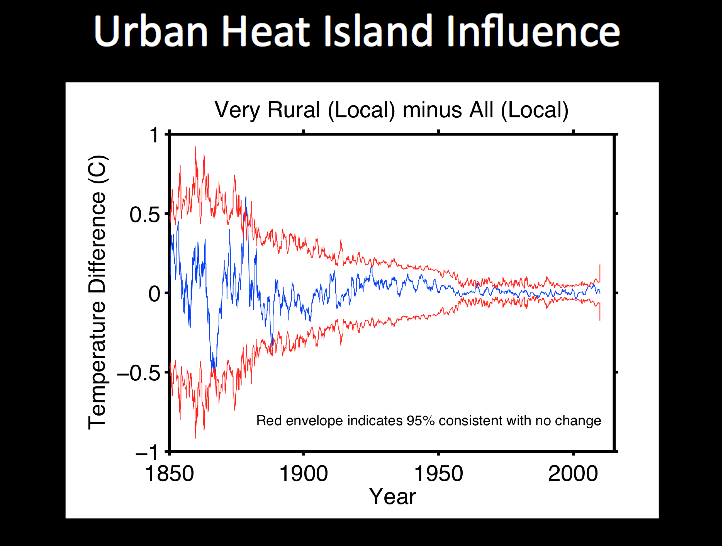 Urban Heat Island Influence
Very Rural (Local) minus All (Local)
Temperature Difference (C)
1
0.5
0
−0.5
−1
Red envelope indicates 95% consistent with no change
1850 1900 1950 2000
Year